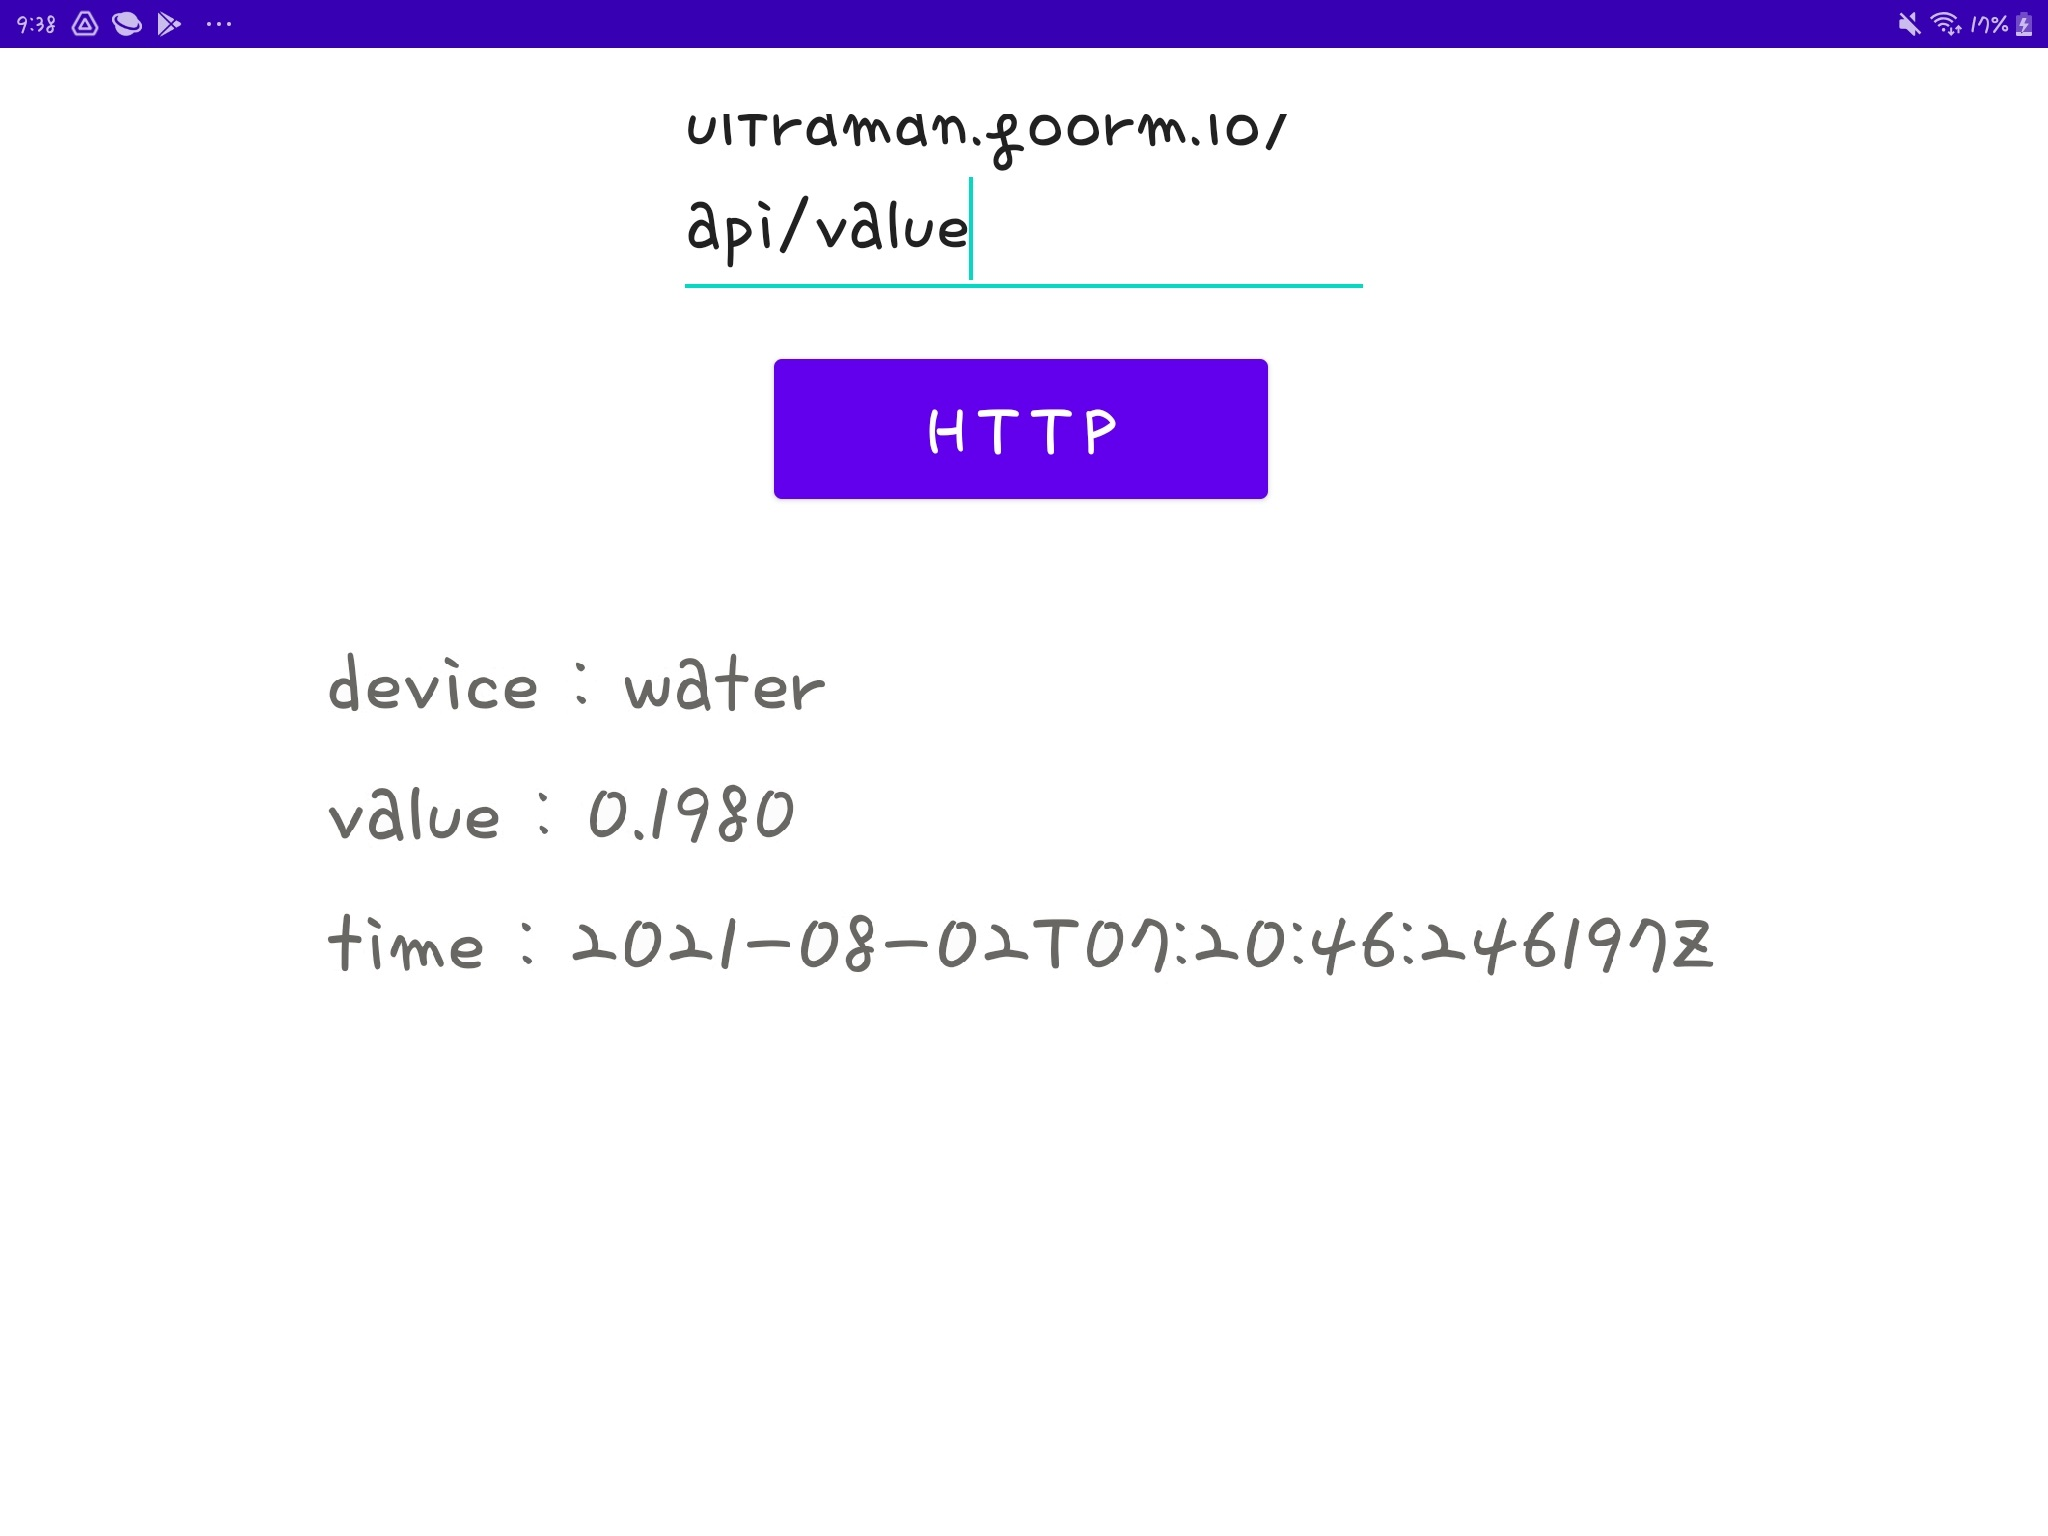 9:38
17%
ultraman.goorm.io/
api/value
HTTP
device : water
value : 0.1980
time : 2021-08-02T07:20:46:246197Z